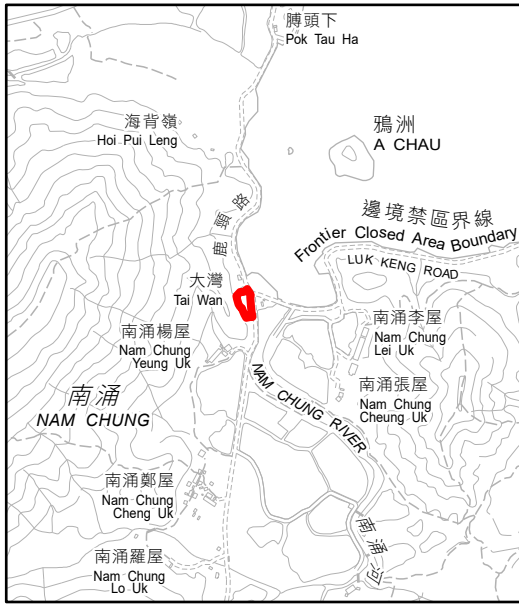 膊頭下
Pok Tau Ha
海背嶺
Hoi Pui Leng
鴉洲
A CHAU
鹿頸路
邊境禁區界線
Frontier Closed Area Boundary
LUK KENG ROAD
大灣
Tai Wan
南涌李屋
Nam Chung
Lei Uk
南涌楊屋
Nam Chung
Yeung Uk
南涌張屋
Nam Chung
Cheung Uk
南涌
NAM CHUNG
NAM CHUNG RIVER
南涌鄭屋
Nam Chung
Cheng Uk
南涌河
南涌羅屋
Nam Chung
Lo Uk